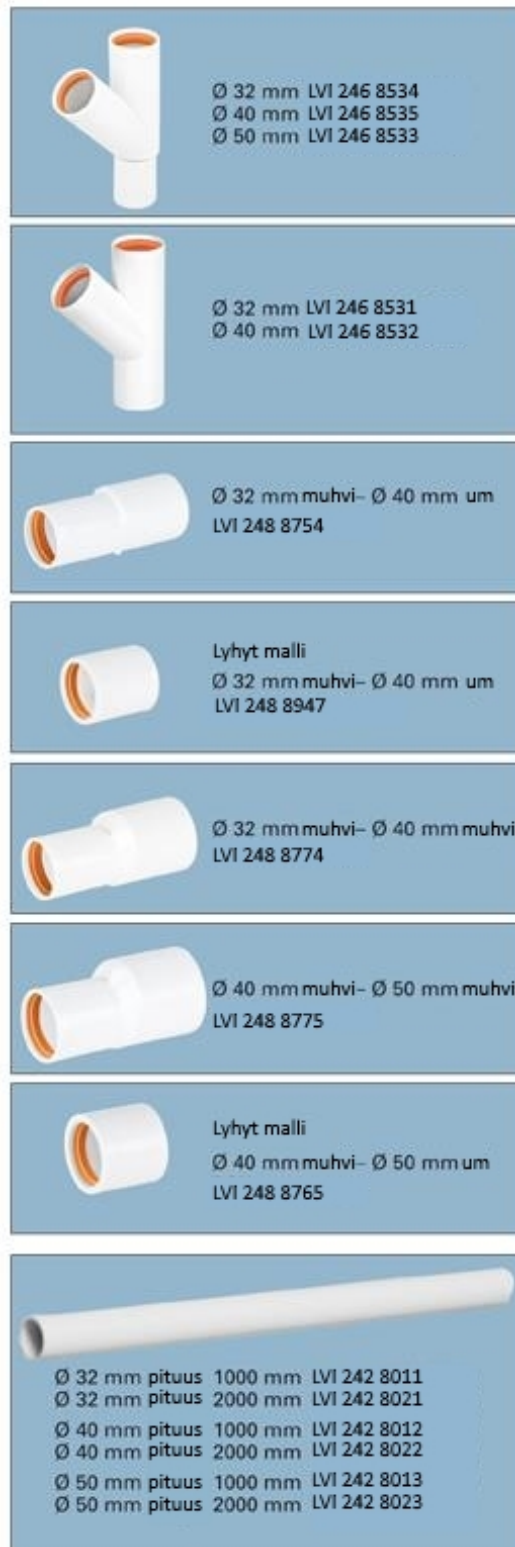 Ø 32 mm LVI 246 8534
Ø 40 mm LVI 246 8535
Ø 50 mm LVI 246 8533
Ø 32 mm LVI 246 8531
Ø 40 mm LVI 246 8532
Ø 32 mm muhvi– Ø 40 mm um
LVI 248 8754
Lyhyt malli
Ø 32 mm muhvi– Ø 40 mm um
LVI 248 8947
Ø 32 mm muhvi– Ø 40 mm muhvi
LVI 248 8774
Ø 40 mm muhvi– Ø 50 mm muhvi
LVI 248 8775
Lyhyt malli
Ø 40 mm muhvi– Ø 50 mm um
LVI 248 8765
Ø 32 mm pituus 1000 mm LVI 242 8011
Ø 32 mm pituus 2000 mm LVI 242 8021
Ø 40 mm pituus 1000 mm LVI 242 8012
Ø 40 mm pituus 2000 mm LVI 242 8022
Ø 50 mm pituus 1000 mm LVI 242 8013
Ø 50 mm pituus 2000 mm LVI 242 8023